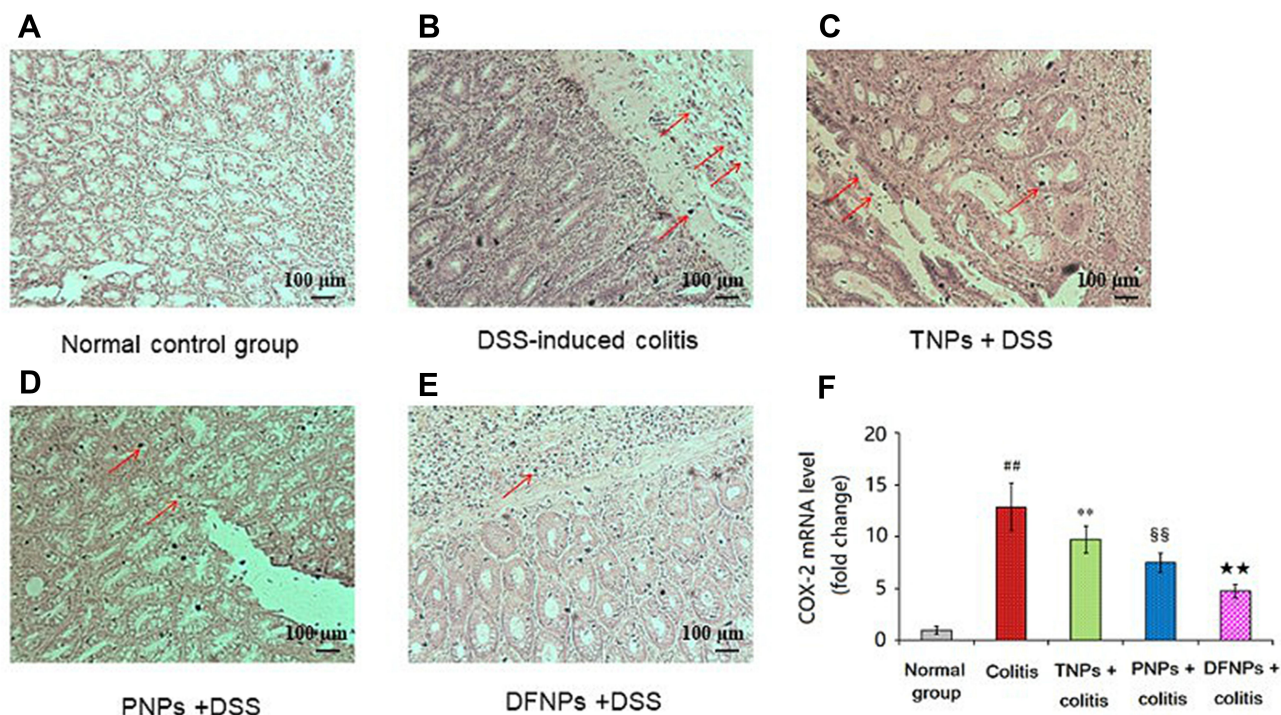 A
B
C
100 μm
100 μm
100 μm
Normal control group
DSS-induced colitis
TNPs + DSS
D
E
F
100 μm
100 μm
PNPs +DSS
DFNPs +DSS
COX-2 mRNA level
(fold change)
20
15
10
5
0
##
**
§§
★★
Normal
group
Colitis
TNPs +
colitis
PNPs +
colitis
DFNPs +
colitis